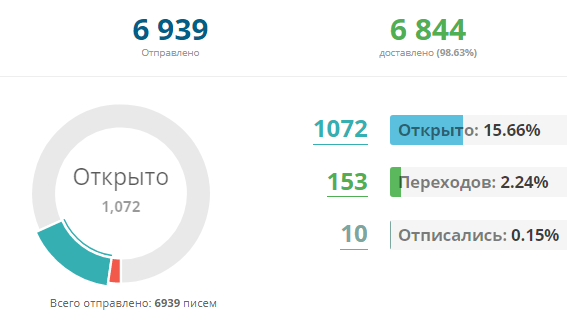 6 939
Отправлено
6 844
доставлено (98.63%)
Открыто
1,072
Всего отправлено: 6939 писем
1072
Открыто: 15.66%
153
Переходов: 2.24%
10
Отписались: 0.15%